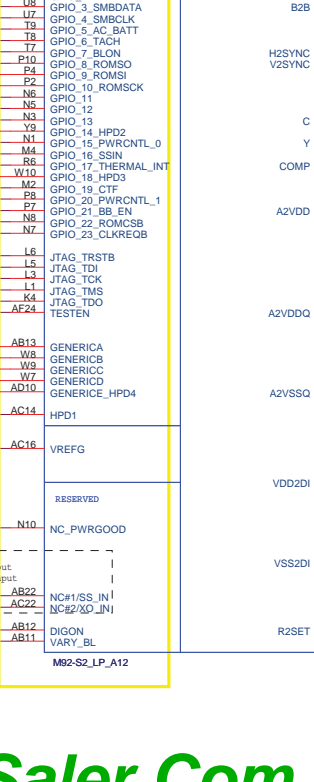 U8 GPIO_3_SMBDATA B2B
U7 GPIO_4_SMBCLK
T9 GPIO_5_AC_BATT
T8 GPIO_6_TACH
T7 GPIO_7_BLON H2SYNC
P10 GPIO_8_ROMSO V2SYNC
P4 GPIO_9_ROMSI
P2 GPIO_10_ROMSCK
N6 GPIO_11
N5 GPIO_12
N3 GPIO_13 C
Y9 GPIO_14_HPD2
N1 GPIO_15_PWRCNTL_0 Y
M4 GPIO_16_SSIN
R6 GPIO_17_THERMAL_INT COMP
W10 GPIO_18_HPD3
M2 GPIO_19_CTF
P8 GPIO_20_PWRCNTL_1
P7 GPIO_21_BB_EN A2VDD
N8 GPIO_22_ROMCSB
N7 GPIO_23_CLKREQB
L6 JTAG_TRSTB
L5 JTAG_TDI
L3 JTAG_TCK
L1 JTAG_TMS
K4 JTAG_TDO
AF24 TESTEN A2VDDQ
AB13 GENERICA
W8 GENERICB
W9 GENERICC
W7 GENERICD
AD10 GENERICE_HPD4 A2VSSQ
AC14 HPD1
AC16 VREFG
VDD2DI
RESERVED
N10 NC_PWRGOOD
VSS2DI
AB22 NC#1/SS_IN
AC22 NC#2/XO_IN
AB12 DIGON R2SET
AB11 VARY_BL
M92-S2_LP_A12
Saler.Com